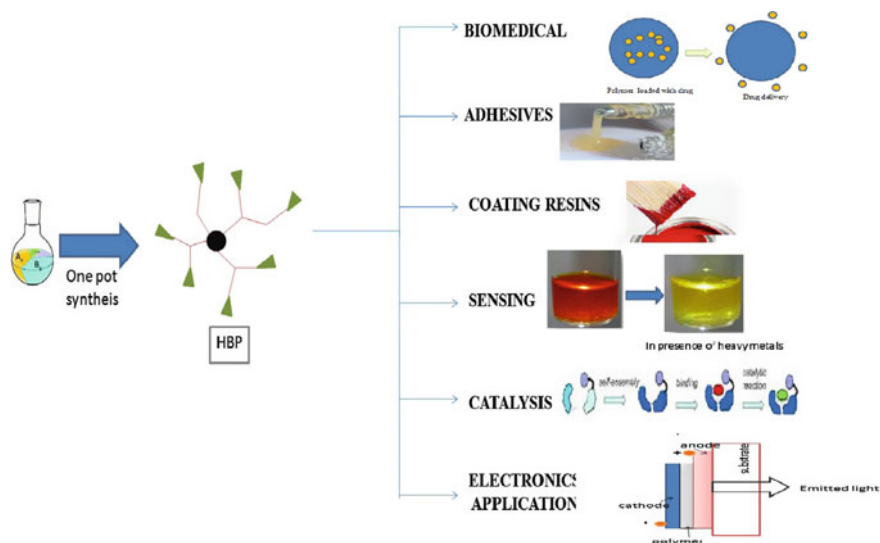 BIOMEDICAL
Polymer loaded with drug
Drug delivery
ADHESIVES
COATING RESINS
A
B
One pot
syntheis
HBP
SENSING
In presence of heavymetals
CATALYSIS
self-assembly
binding
catalytic
reaction
ELECTRONICS
APPLICATION
anode
substrate
cathode
polymer
Emitted light